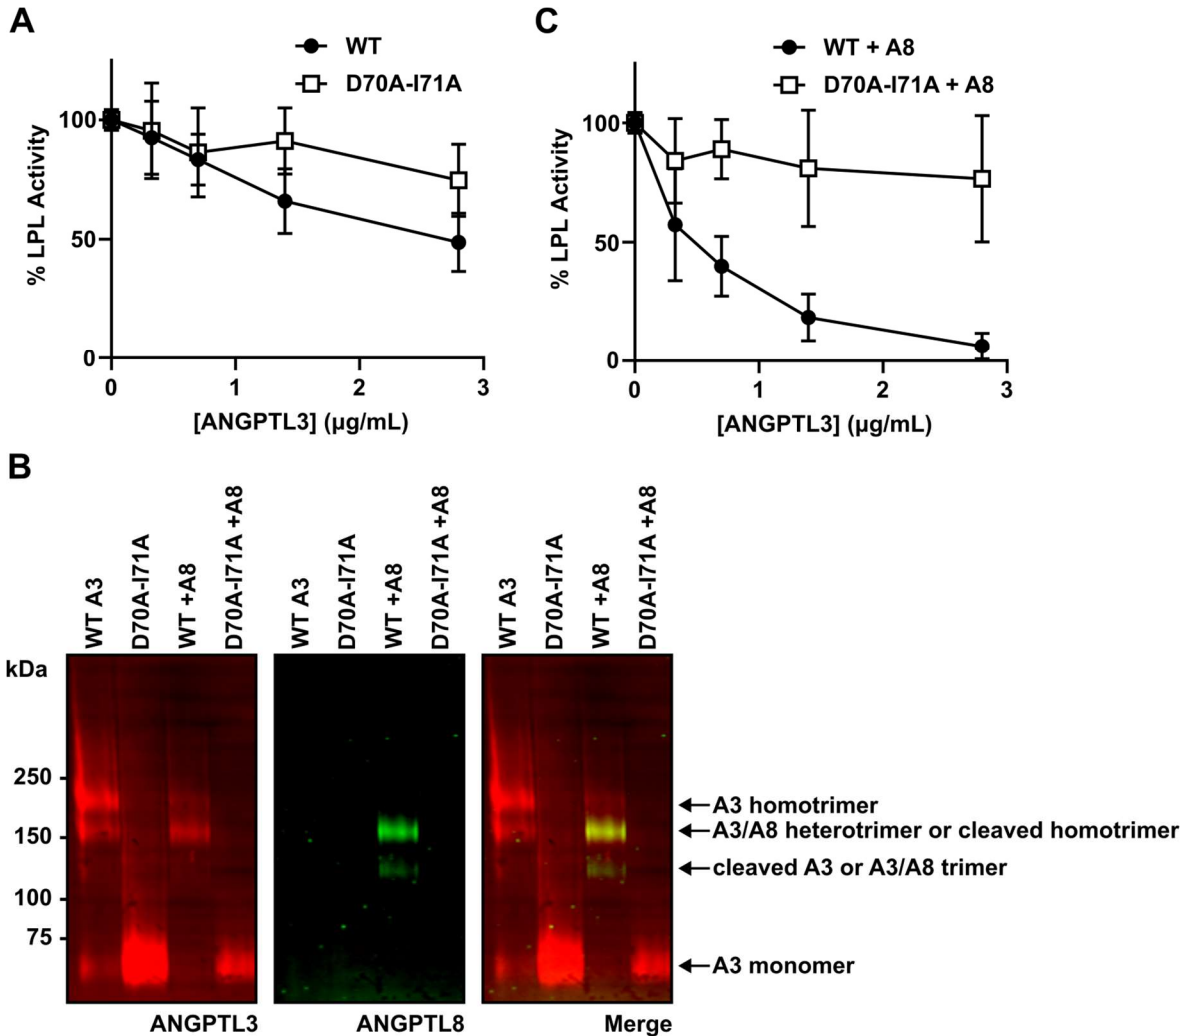 A
WT
D70A-I71A
100
50
0
% LPL Activity
0
1
2
3
[ANGPTL3] (µg/mL)
C
WT + A8
D70A-I71A + A8
100
50
0
% LPL Activity
0
1
2
3
[ANGPTL3] (µg/mL)
B
WT A3
D70A-I71A
WT +A8
D70A-I71A +A8
WT A3
D70A-I71A
WT +A8
D70A-I71A +A8
WT A3
D70A-I71A
WT +A8
D70A-I71A +A8
kDa
250
150
100
75
A3 homotrimer
A3/A8 heterotrimer or cleaved homotrimer
cleaved A3 or A3/A8 trimer
A3 monomer
ANGPTL3
ANGPTL8
Merge